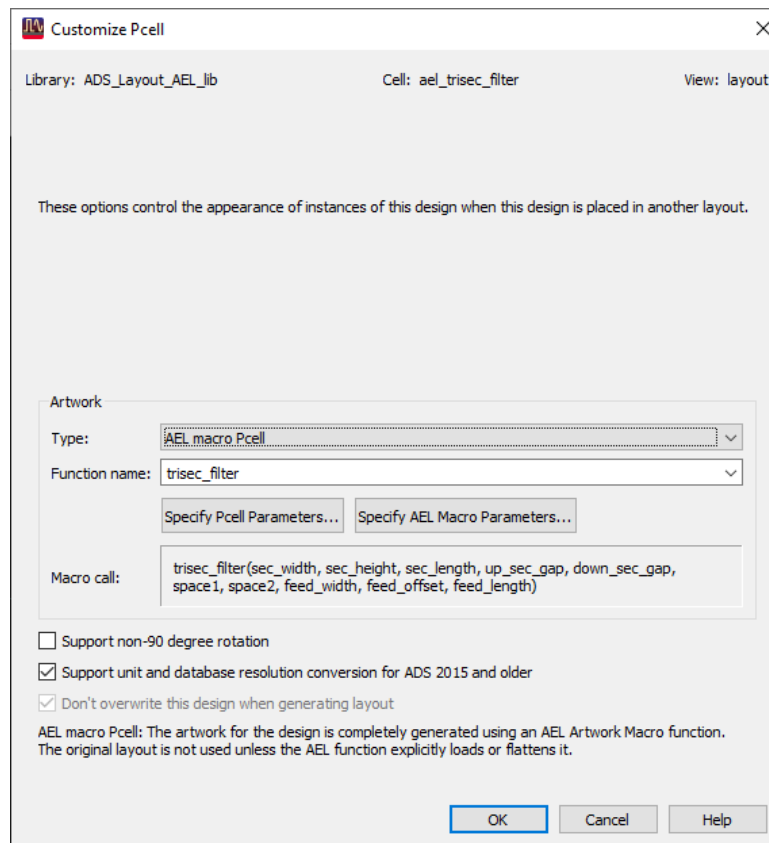 Customize Pcell
Library: ADS_Layout_AEL_lib Cell: ael_trisec_filter View: layout
These options control the appearance of instances of this design when this design is placed in another layout.
Artwork
Type: AEL macro Pcell
Function name: trisec_filter
Specify Pcell Parameters... Specify AEL Macro Parameters...
Macro call: trisec_filter(sec_width, sec_height, sec_length, up_sec_gap, down_sec_gap,
space1, space2, feed_width, feed_offset, feed_length)
Support non-90 degree rotation
Support unit and database resolution conversion for ADS 2015 and older
Don't overwrite this design when generating layout
AEL macro Pcell: The artwork for the design is completely generated using an AEL Artwork Macro function.
The original layout is not used unless the AEL function explicitly loads or flattens it.
OK Cancel Help